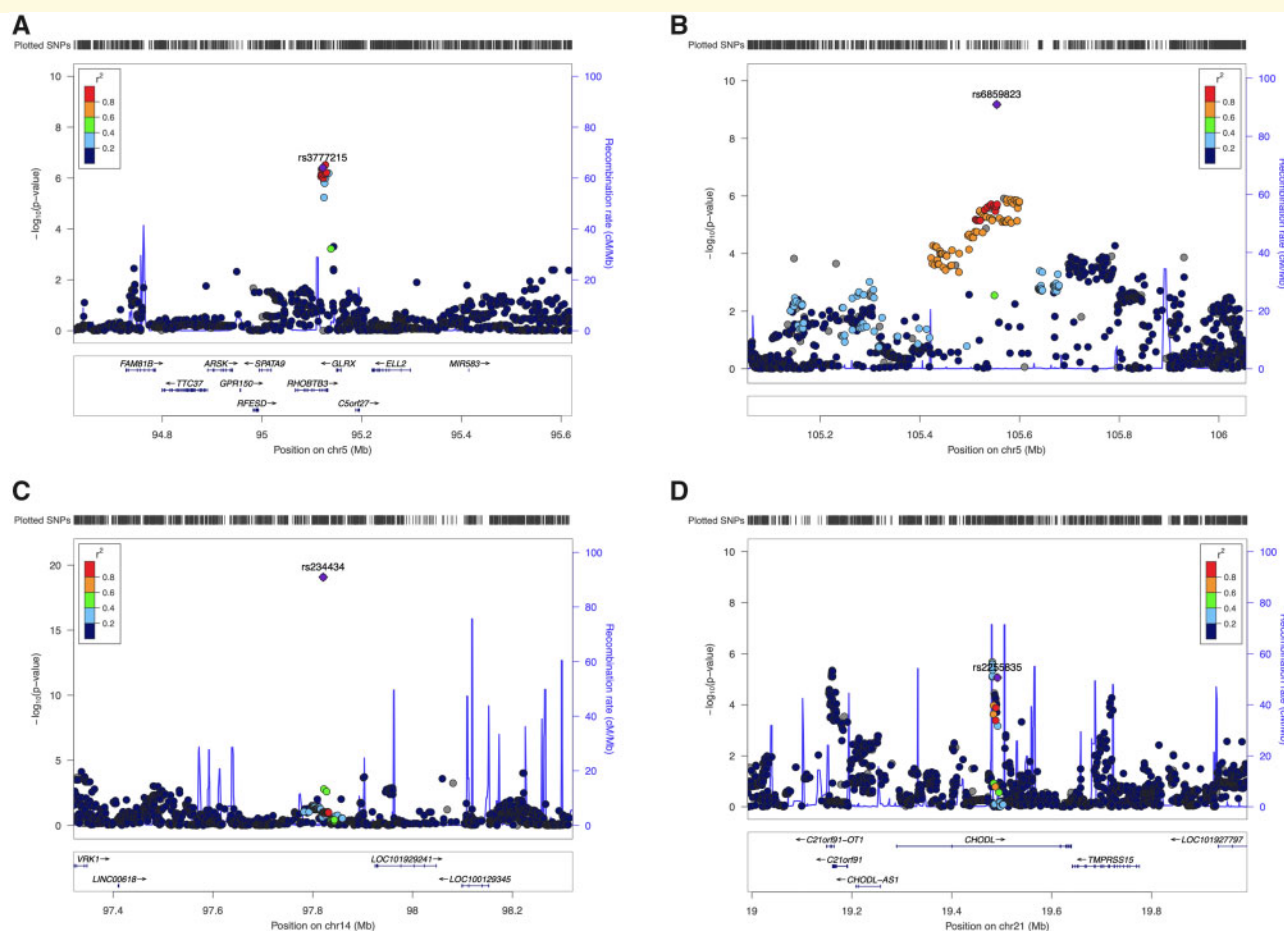 A
Plotted SNPs
10
8
6
4
2
0
−log10(p−value)
r2
0.8
0.6
0.4
0.2
rs3777215
100
80
60
40
20
0
Recombination rate (cM/Mb)
FAM81B→
←ARSK→
←SPATA9
←GLRX
←ELL2
MIR583→
←TTC37
GPR150→
RHOBTB3→
RFESD→
C5orf27→
94.8
95
95.2
95.4
95.6
Position on chr5 (Mb)
B
Plotted SNPs
10
8
6
4
2
0
−log10(p−value)
rs6859823
r2
0.8
0.6
0.4
0.2
100
80
60
40
20
0
Recombination rate (cM/Mb)
105.2
105.4
105.6
105.8
106
Position on chr5 (Mb)
C
Plotted SNPs
20
15
10
5
0
−log10(p−value)
r2
0.8
0.6
0.4
0.2
rs234434
100
80
60
40
20
0
Recombination rate (cM/Mb)
VRK1→
LOC101929241→
LINC00618→
←LOC100129345
97.4
97.6
97.8
98
98.2
Position on chr14 (Mb)
D
Plotted SNPs
10
8
6
4
2
0
−log10(p−value)
rs2255835
r2
0.8
0.6
0.4
0.2
100
80
60
40
20
0
Recombination rate (cM/Mb)
←C21orf91−OT1
CHODL→
LOC101927797
←C21orf91
←TMPRSS15
←CHODL−AS1
19
19.2
19.4
19.6
19.8
Position on chr21 (Mb)